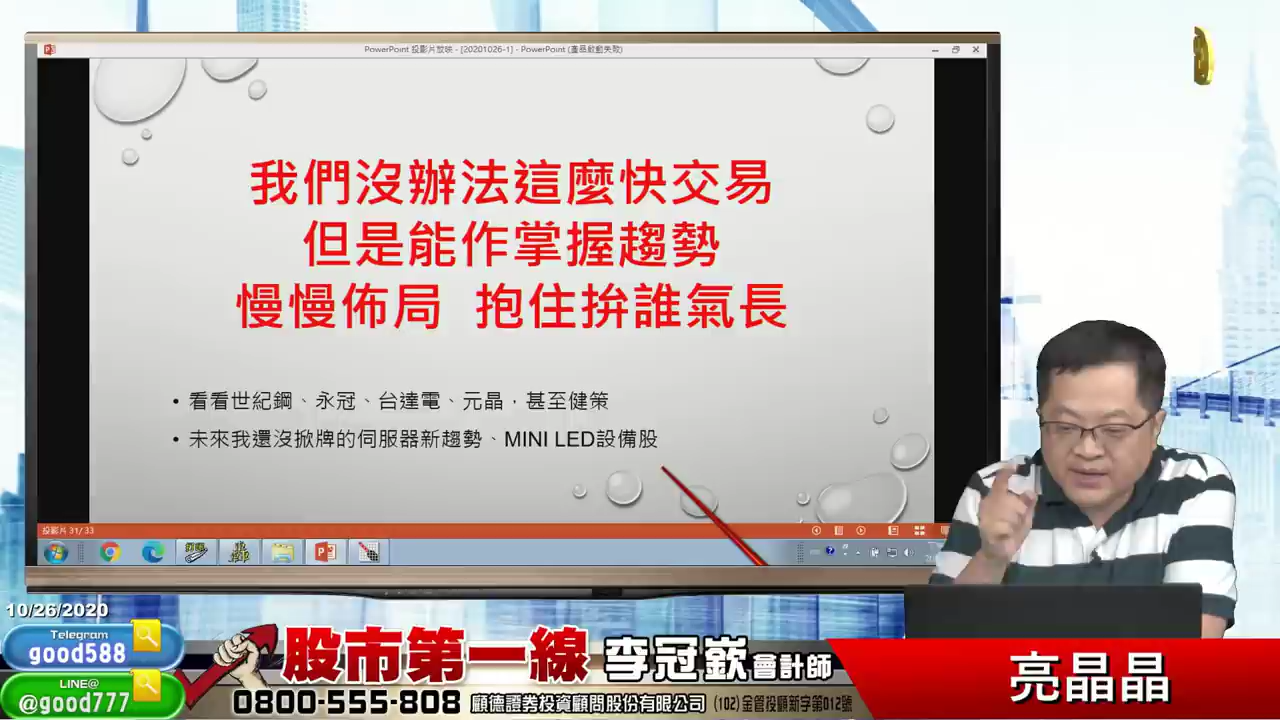 PowerPoint 投影片放映 - [20201026-1] - PowerPoint (產品啟動失敗)
我們沒辦法這麼快交易
但是能作掌握趨勢
慢慢佈局 抱住拚誰氣長
• 看看世紀鋼、永冠、台達電、元晶，甚至健策
• 未來我還沒掀牌的伺服器新趨勢、MINI LED設備股
投影片 31/33
10/26/2020
Telegram
good588
LINE@
@good777
股市第一線 李冠嶔會計師
0800-555-808 顧德證券投資顧問股份有限公司 (102)金管投顧新字第012號
亮晶晶